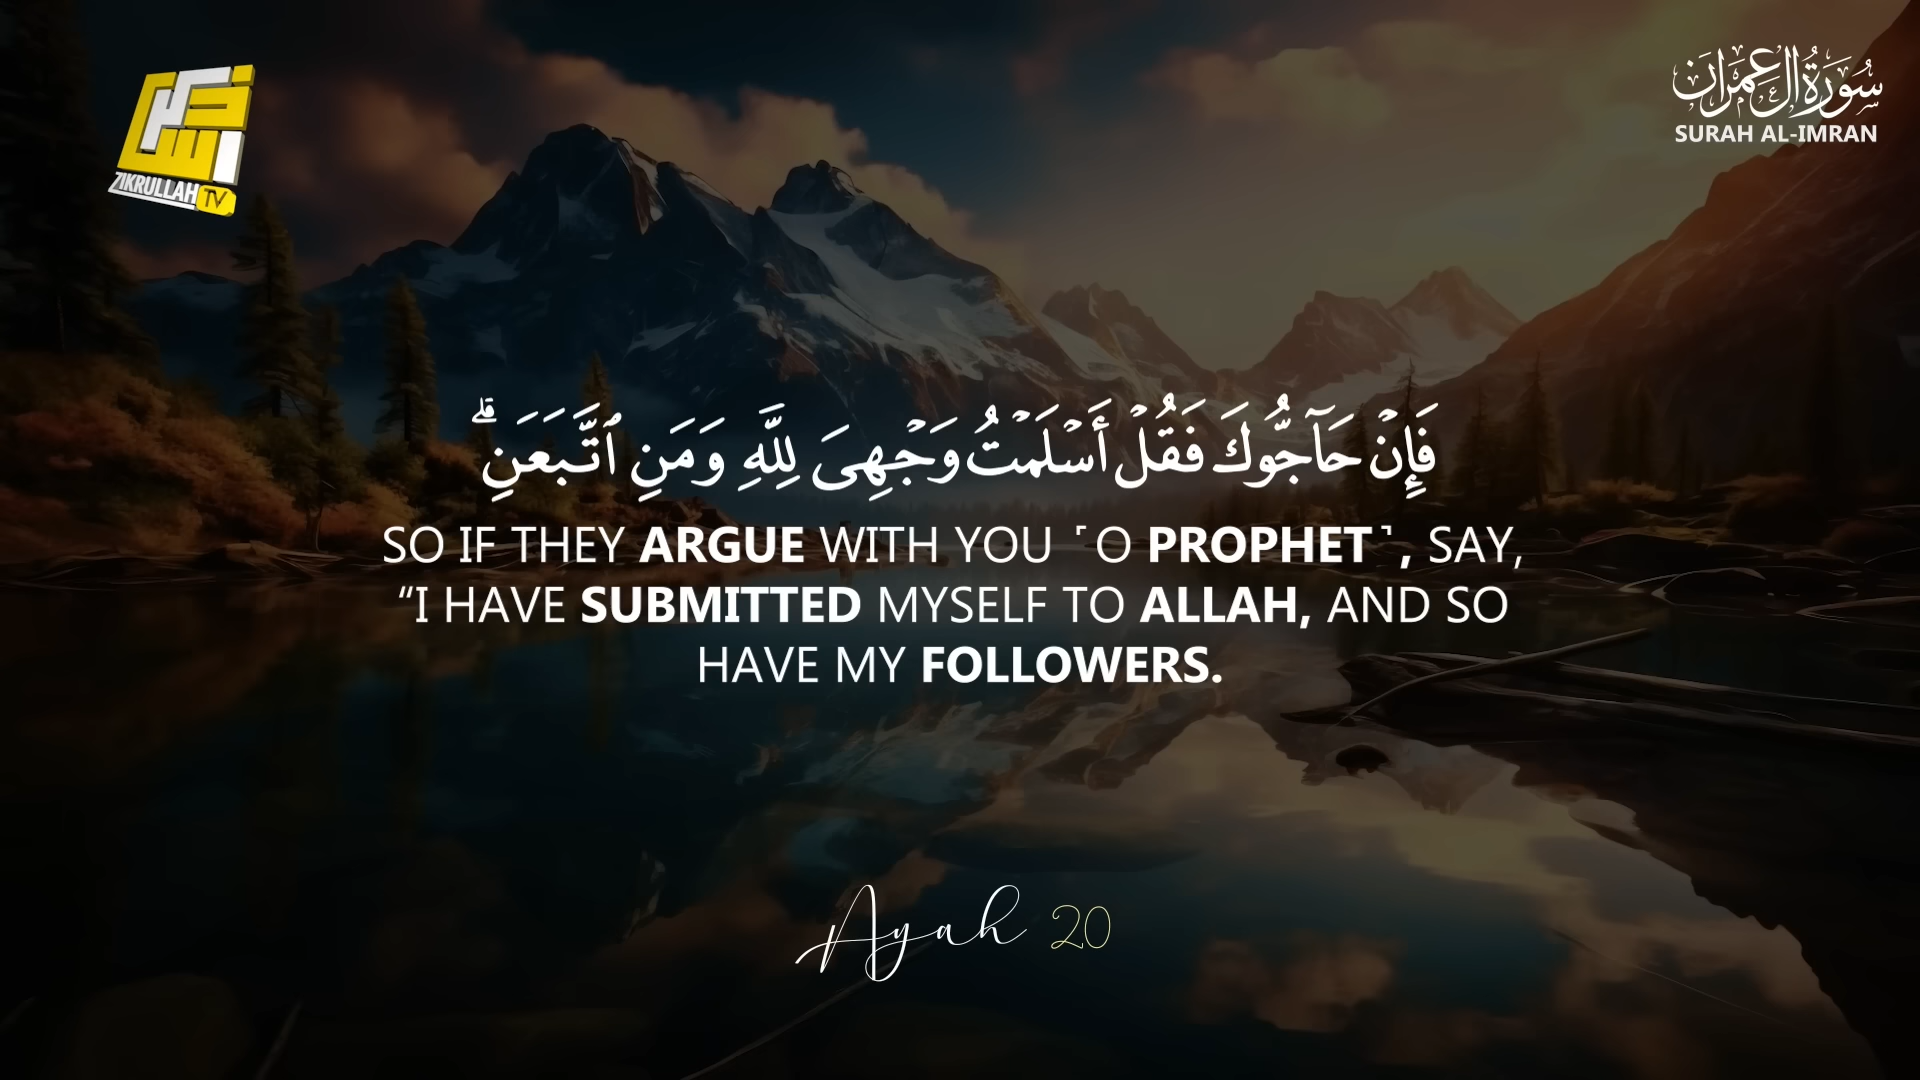 ZIKRULLAH TV
سُورَةُ آلِ عِمْرَان
SURAH AL-IMRAN
فَإِنْ حَآجُّوكَ فَقُلْ أَسْلَمْتُ وَجْهِىَ لِلَّهِ وَمَنِ ٱتَّبَعَنِ ۗ
SO IF THEY ARGUE WITH YOU ˹O PROPHET˺, SAY,
“I HAVE SUBMITTED MYSELF TO ALLAH, AND SO
HAVE MY FOLLOWERS.
Ayah 20